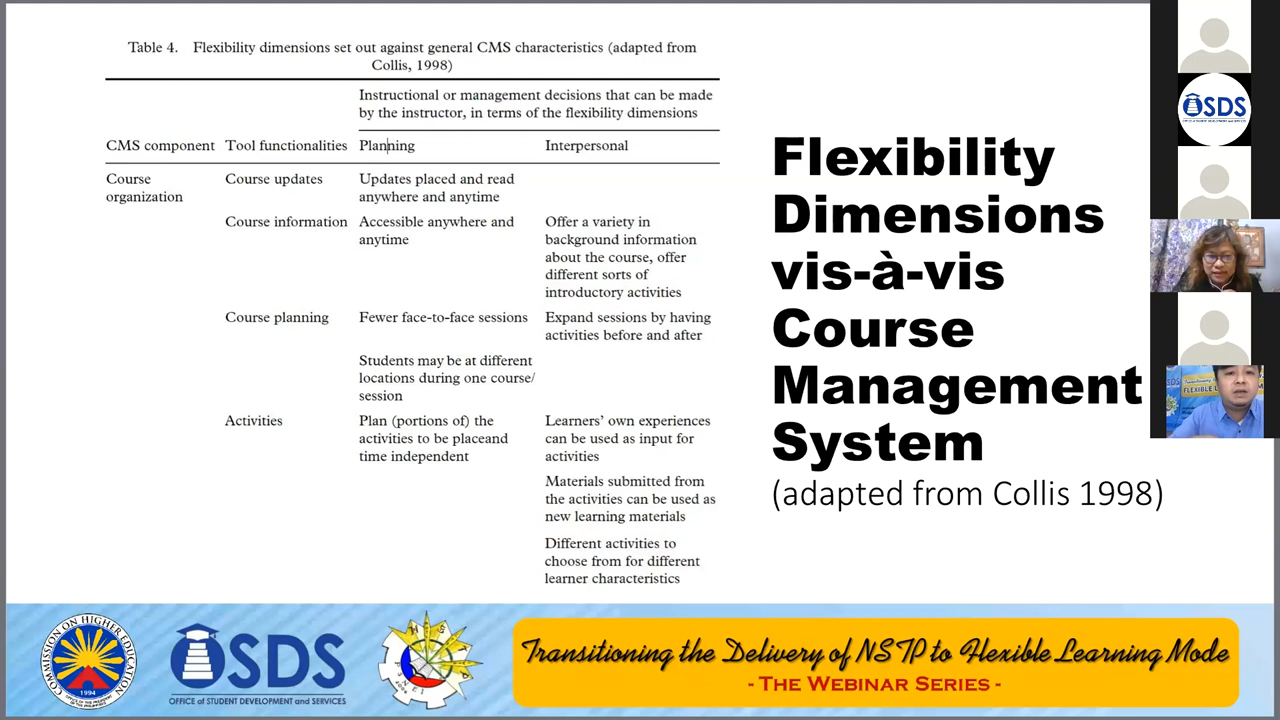 Table 4. Flexibility dimensions set out against general CMS characteristics (adapted from
Collis, 1998)
Instructional or management decisions that can be made
by the instructor, in terms of the flexibility dimensions
CMS component Tool functionalities Planning Interpersonal
Course organization
Course updates
Updates placed and read
anywhere and anytime
Course information
Accessible anywhere and
anytime
Offer a variety in
background information
about the course, offer
different sorts of
introductory activities
Course planning
Fewer face-to-face sessions
Expand sessions by having
activities before and after
Students may be at different
locations during one course/
session
Activities
Plan (portions of) the
activities to be placeand
time independent
Learners' own experiences
can be used as input for
activities
Materials submitted from
the activities can be used as
new learning materials
Different activities to
choose from for different
learner characteristics
Flexibility
Dimensions
vis-à-vis
Course
Management
System
(adapted from Collis 1998)
OSDS
COMMISSION ON HIGHER EDUCATION
1994
OSDS
OFFICE OF STUDENT DEVELOPMENT AND SERVICES
Transitioning the Delivery of NSTP to Flexible Learning Mode
- THE WEBINAR SERIES -